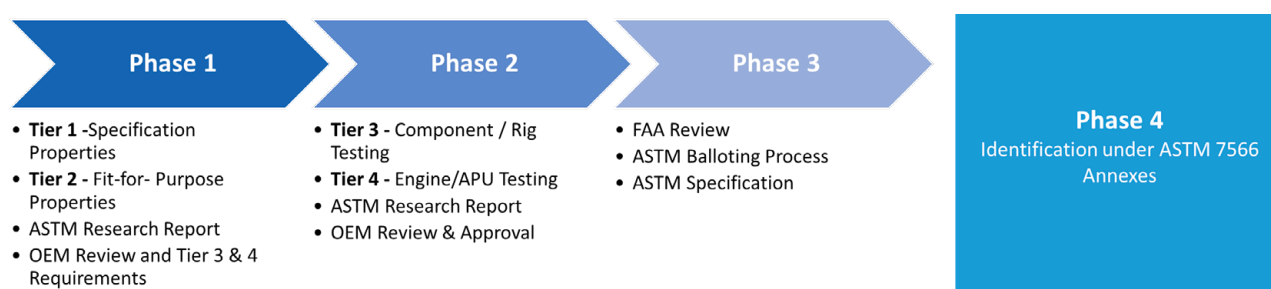 Phase 1
• Tier 1 -Specification
Properties
• Tier 2 - Fit-for- Purpose
Properties
• ASTM Research Report
• OEM Review and Tier 3 & 4
Requirements
Phase 2
• Tier 3 - Component / Rig
Testing
• Tier 4 - Engine/APU Testing
• ASTM Research Report
• OEM Review & Approval
Phase 3
• FAA Review
• ASTM Balloting Process
• ASTM Specification
Phase 4
Identification under ASTM 7566
Annexes